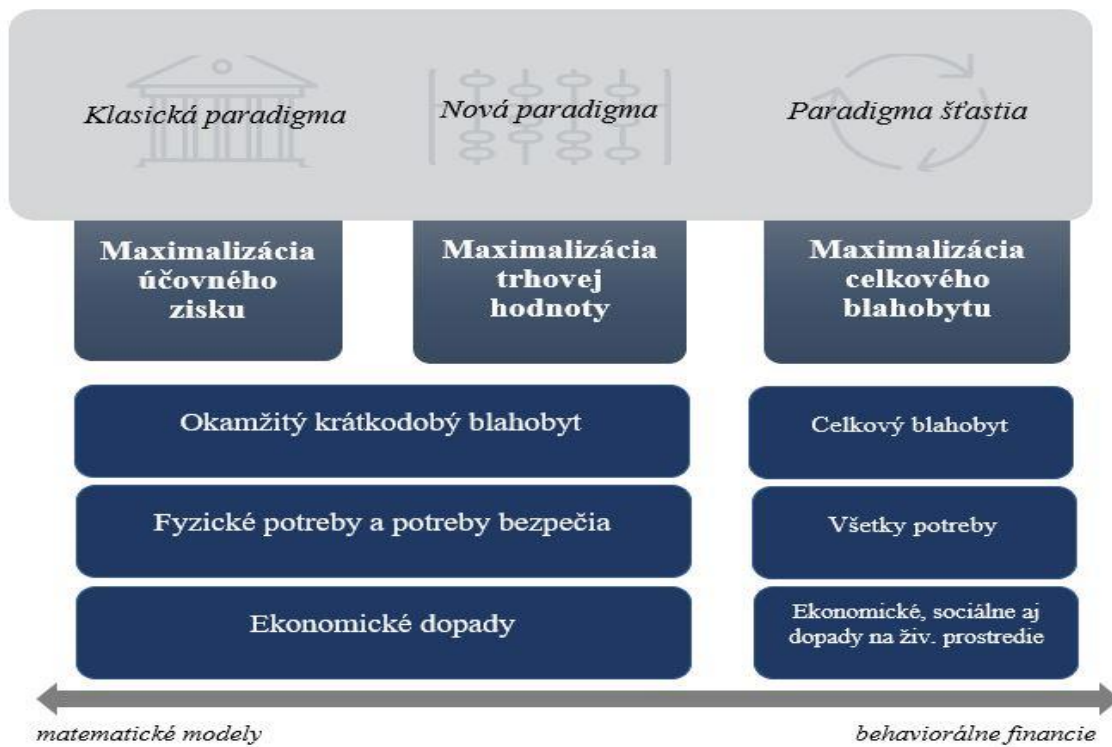 Klasická paradigma
Nová paradigma
Paradigma šťastia
Maximalizácia
účovného
zisku
Maximalizácia
trhovej
hodnoty
Maximalizácia
celkového
blahobytu
Okamžitý krátkodobý blahobyt
Celkový blahobyt
Fyzické potreby a potreby bezpečia
Všetky potreby
Ekonomické dopady
Ekonomické, sociálne aj
dopady na živ. prostredie
matematické modely
behaviorálne financie